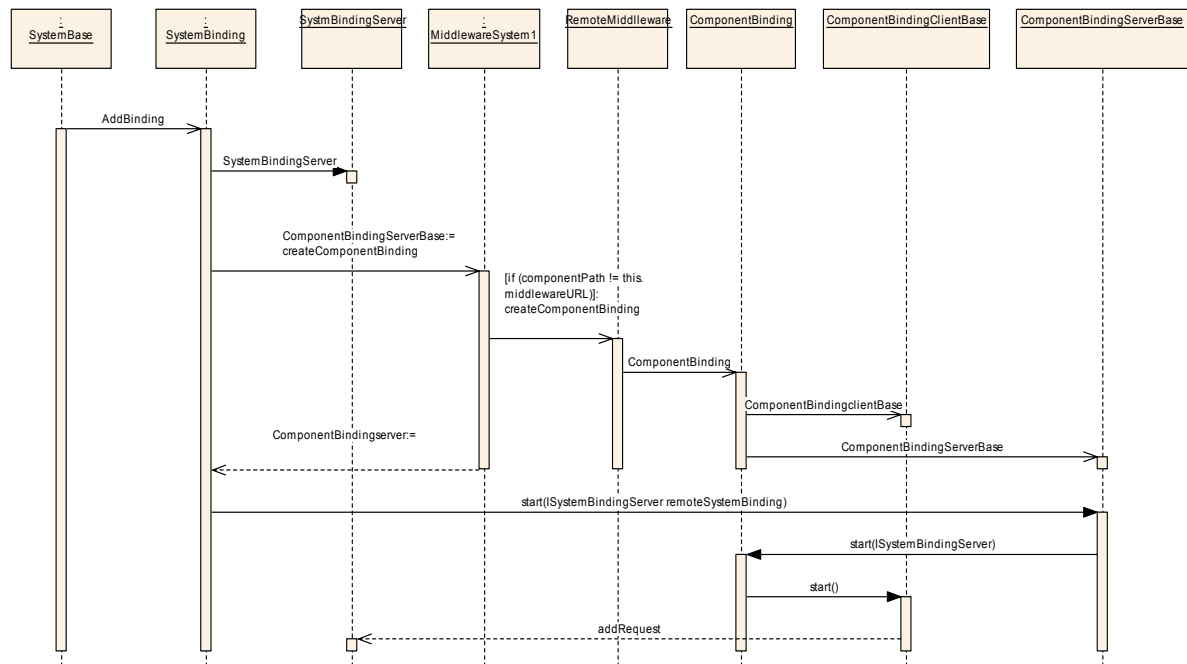 :
SystemBase
:
SystemBinding
SystmBindingServer
:
MiddlewareSystem1
RemoteMiddlleware
ComponentBinding
ComponentBindingClientBase
ComponentBindingServerBase
AddBinding
SystemBindingServer
ComponentBindingServerBase:=
createComponentBinding
[if (componentPath != this.
middlewareURL)]:
createComponentBinding
ComponentBinding
ComponentBindingclientBase
ComponentBindingserver:=
ComponentBindingServerBase
start(ISystemBindingServer remoteSystemBinding)
start(ISystemBindingServer)
start()
addRequest